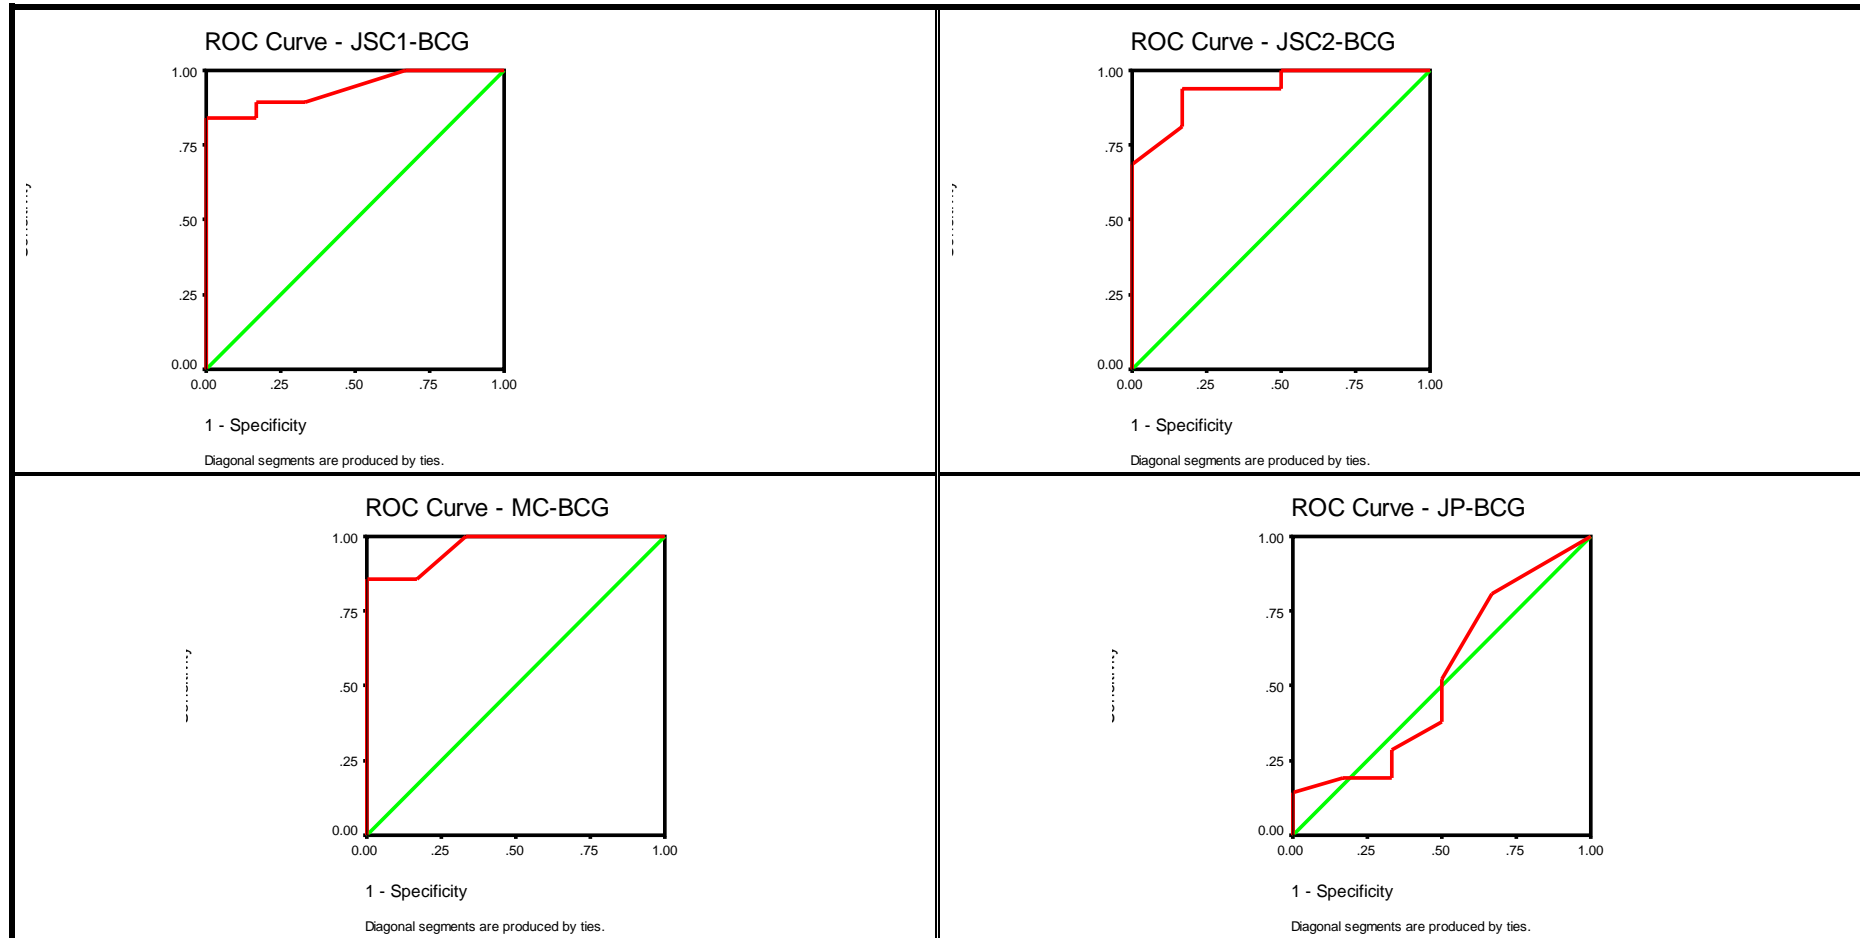 ROC Curve - JSC1-BCG
1.00
.75
.50
.25
0.00
0.00 .25 .50 .75 1.00
1 - Specificity
Diagonal segments are produced by ties.
ROC Curve - JSC2-BCG
1.00
.75
.50
.25
0.00
0.00 .25 .50 .75 1.00
1 - Specificity
Diagonal segments are produced by ties.
ROC Curve - MC-BCG
1.00
.75
.50
.25
0.00
0.00 .25 .50 .75 1.00
1 - Specificity
Diagonal segments are produced by ties.
ROC Curve - JP-BCG
1.00
.75
.50
.25
0.00
0.00 .25 .50 .75 1.00
1 - Specificity
Diagonal segments are produced by ties.